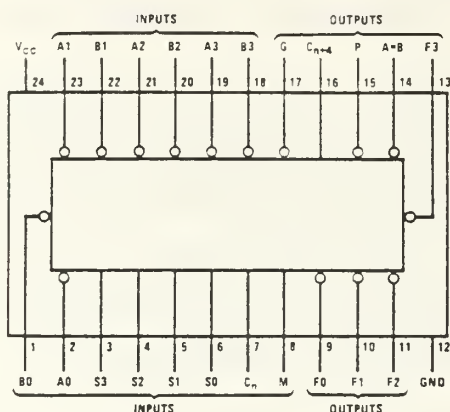 INPUTS OUTPUTS
VCC A1 B1 A2 B2 A3 B3 G Cn+4 P A=B F3
24 23 22 21 20 19 18 17 16 15 14 13
1 2 3 4 5 6 7 8 9 10 11 12
B0 A0 S3 S2 S1 S0 Cn M F0 F1 F2 GND
INPUTS OUTPUTS